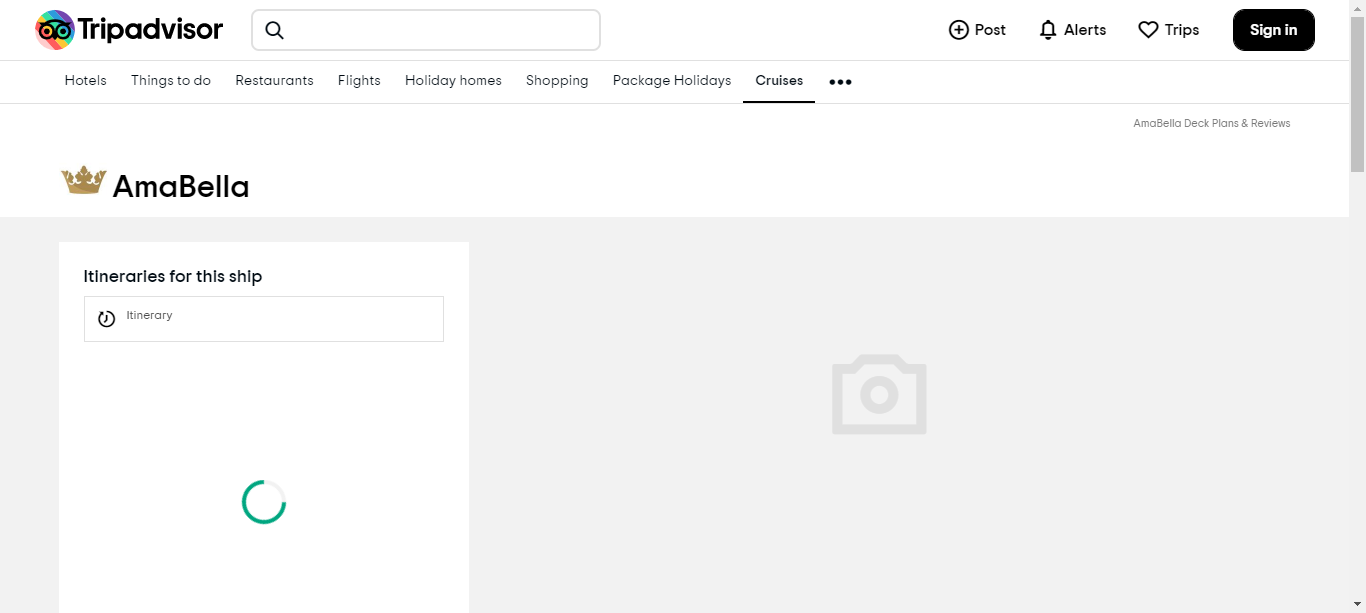 Tripadvisor
Post
Alerts
Trips
Sign in
Hotels
Things to do
Restaurants
Flights
Holiday homes
Shopping
Package Holidays
Cruises
AmaBella Deck Plans & Reviews
AmaBella
Itineraries for this ship
Itinerary